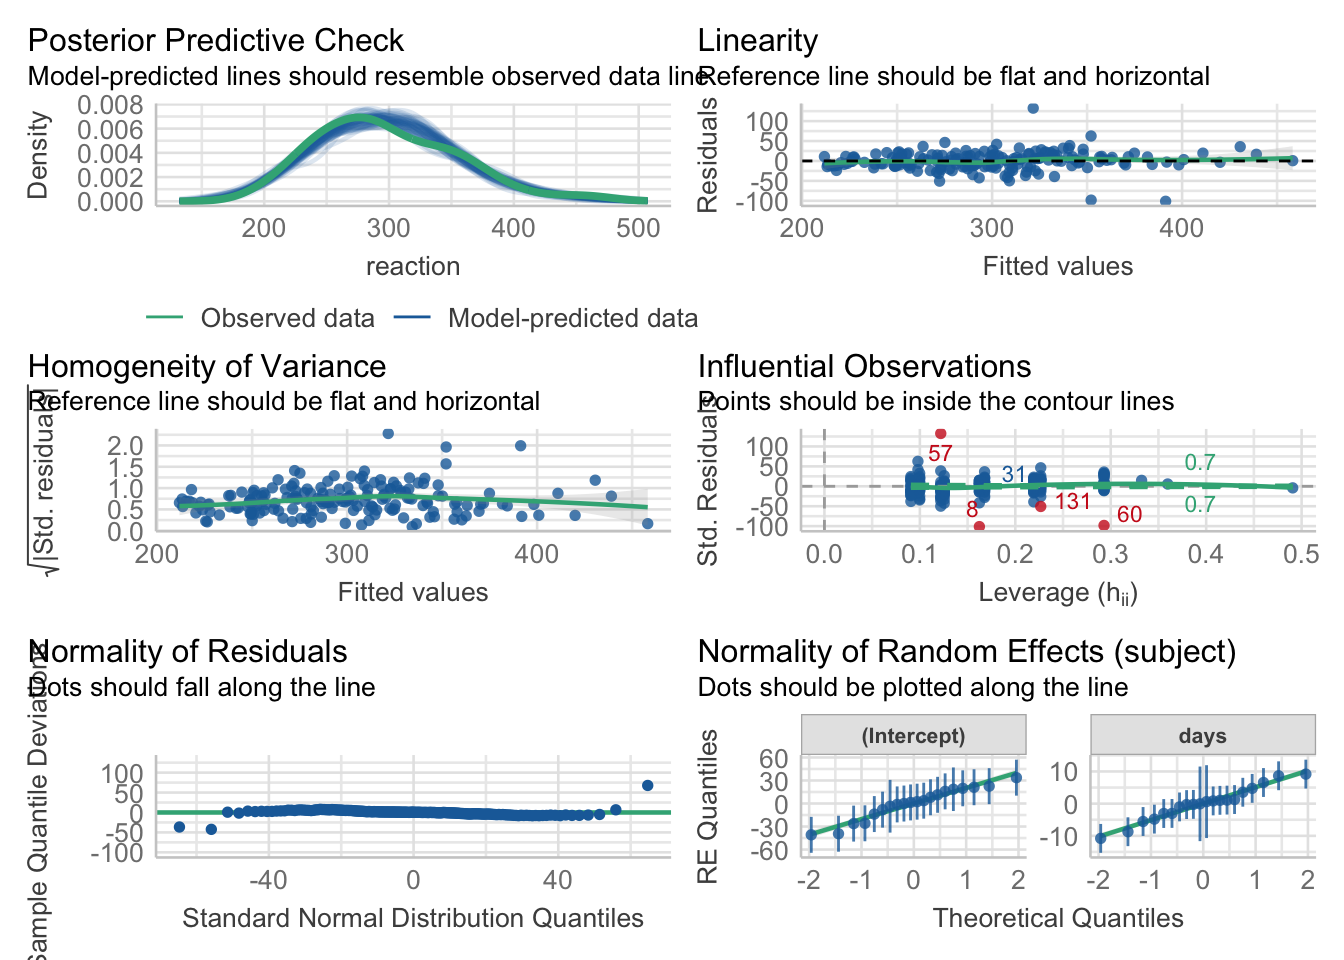 Posterior Predictive Check
Model-predicted lines should resemble observed data line
Density
0.008
0.006
0.004
0.002
0.000
200 300 400 500
reaction
Observed data Model-predicted data
Linearity
Reference line should be flat and horizontal
Residuals
100
50
0
-50
-100
200 300 400
Fitted values
Homogeneity of Variance
Reference line should be flat and horizontal
√|Std. residuals|
2.0
1.5
1.0
0.5
0.0
200 300 400
Fitted values
Influential Observations
Points should be inside the contour lines
Std. Residuals
100
50
0
-50
-100
57
31
0.7
8
131
60
0.7
0.0 0.1 0.2 0.3 0.4 0.5
Leverage (hii)
Normality of Residuals
Dots should fall along the line
Sample Quantile Deviations
100
50
0
-50
-100
-40 0 40
Standard Normal Distribution Quantiles
Normality of Random Effects (subject)
Dots should be plotted along the line
RE Quantiles
(Intercept)
60
30
0
-30
-60
-2 -1 0 1 2
days
10
0
-10
-2 -1 0 1 2
Theoretical Quantiles